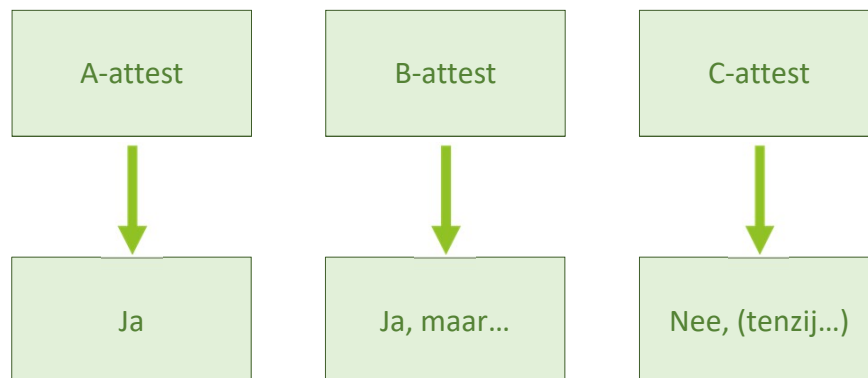 A-attest
B-attest
C-attest
Ja
Ja, maar…
Nee, (tenzij…)